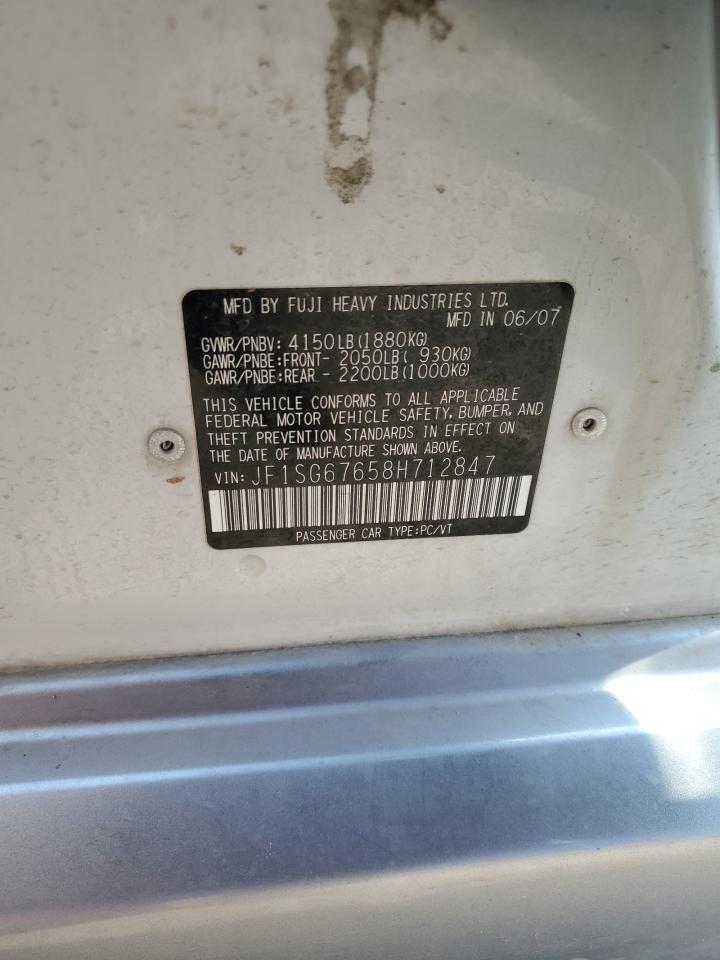 MFD BY FUJI HEAVY INDUSTRIES LTD.
MFD IN 06/07
GVWR/PNBV: 4150LB(1880KG)
GAWR/PNBE:FRONT- 2050LB( 930KG)
GAWR/PNBE:REAR - 2200LB(1000KG)
THIS VEHICLE CONFORMS TO ALL APPLICABLE
FEDERAL MOTOR VEHICLE SAFETY, BUMPER, AND
THEFT PREVENTION STANDARDS IN EFFECT ON
THE DATE OF MANUFACTURE SHOWN ABOVE.
VIN: JF1SG67658H712847
PASSENGER CAR TYPE:PC/VT